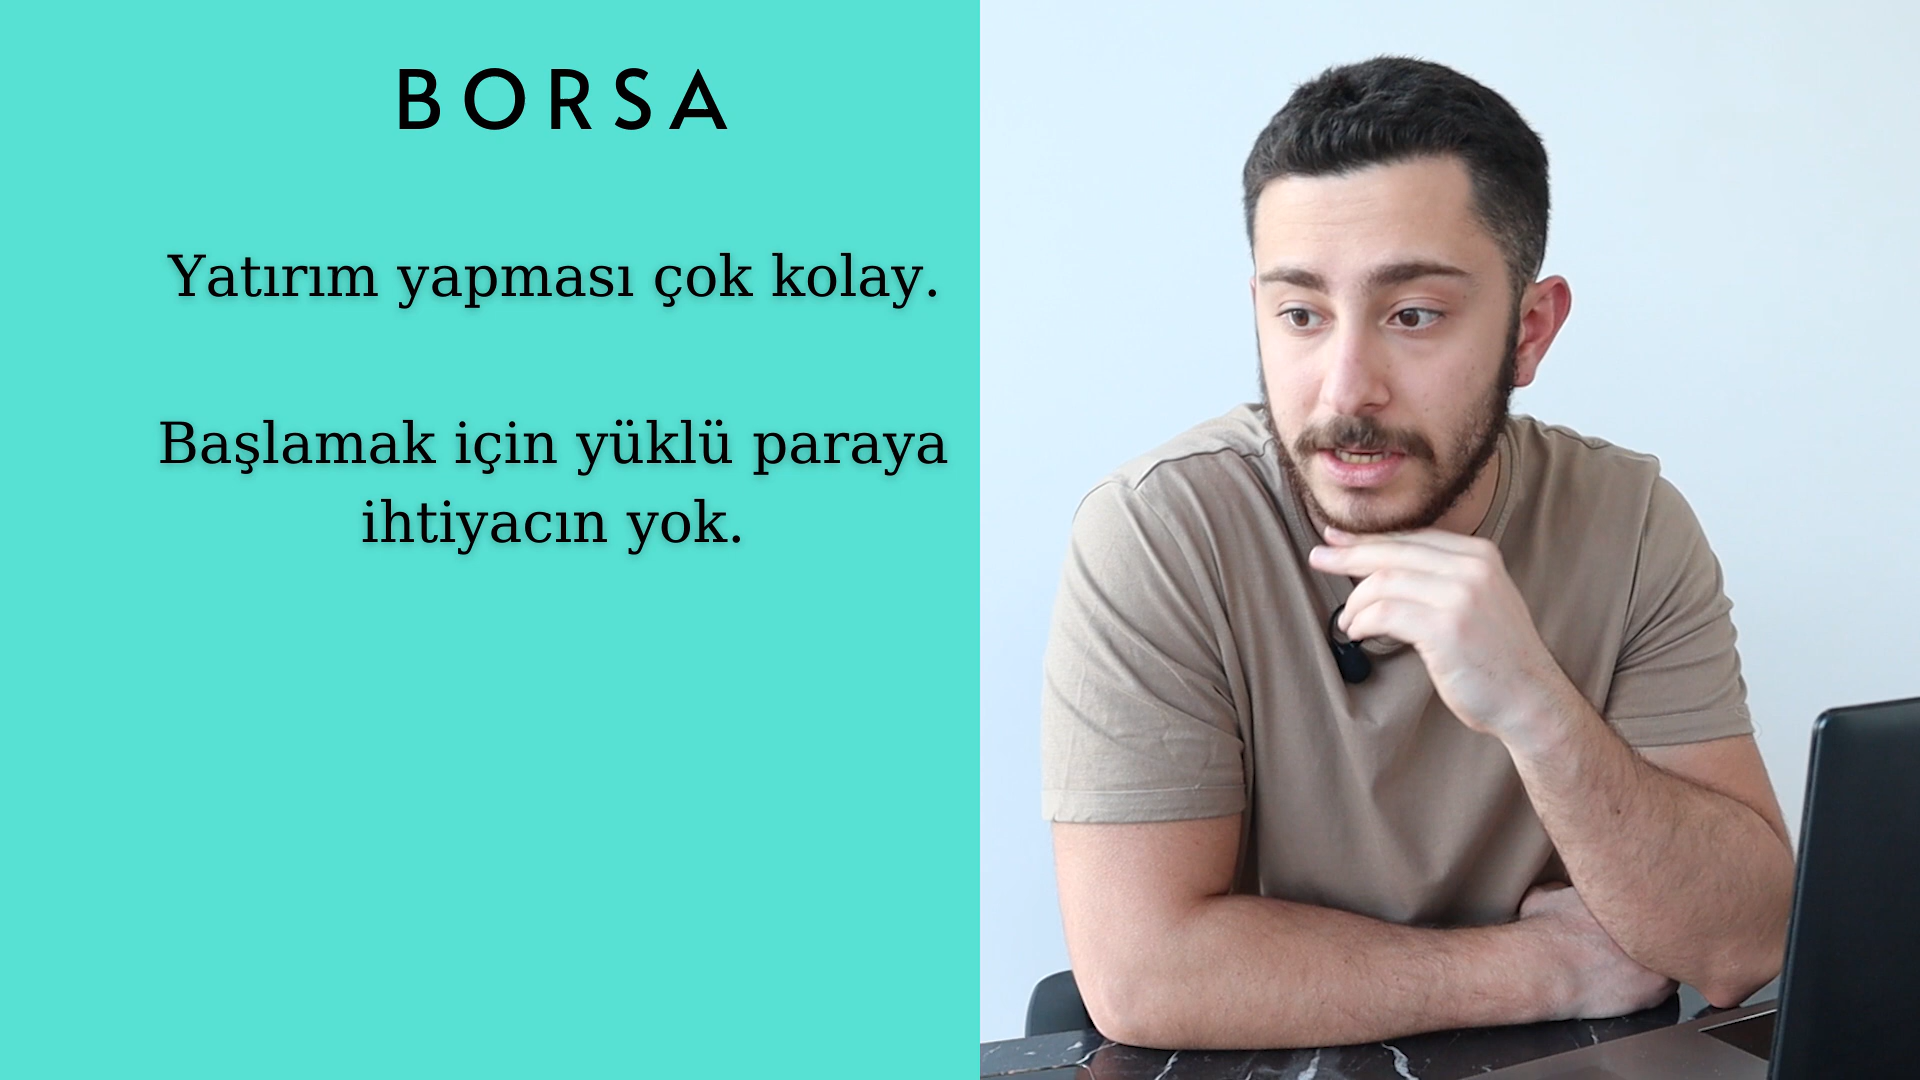 BORSA
Yatırım yapması çok kolay.
Başlamak için yüklü paraya
ihtiyacın yok.